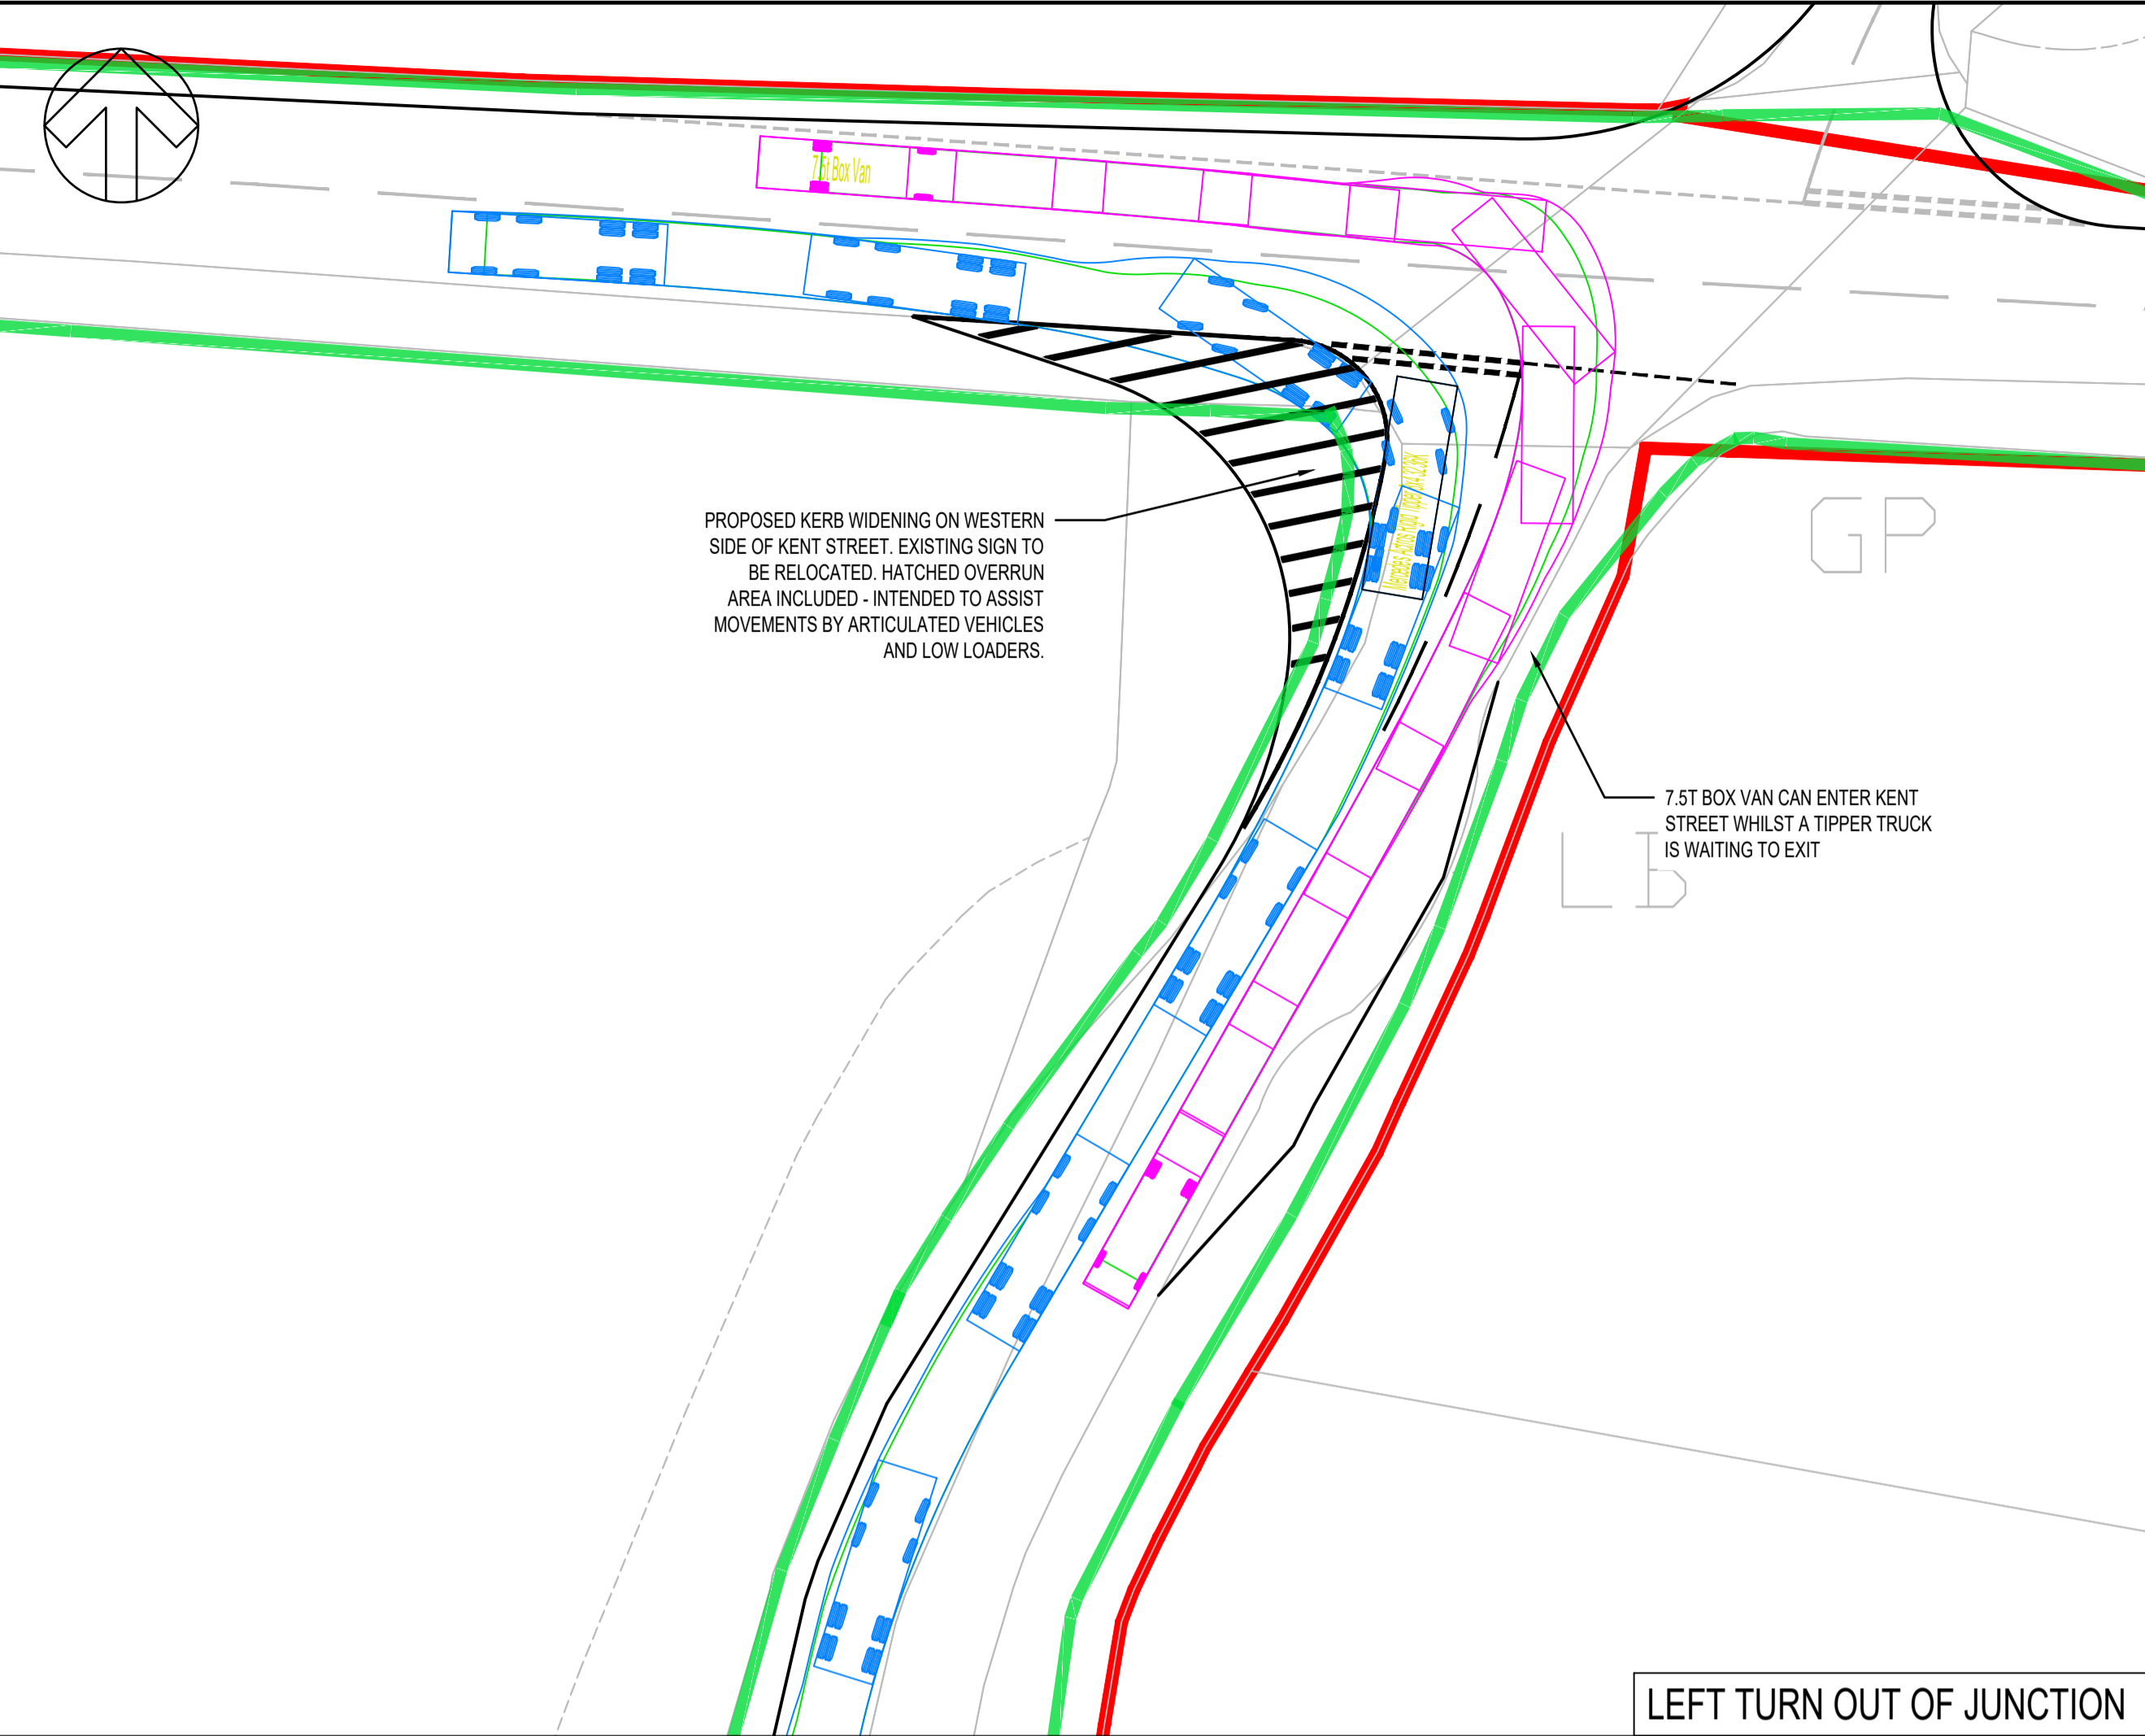 7.5t Box Van
PROPOSED KERB WIDENING ON WESTERN
SIDE OF KENT STREET. EXISTING SIGN TO
BE RELOCATED. HATCHED OVERRUN
AREA INCLUDED - INTENDED TO ASSIST
MOVEMENTS BY ARTICULATED VEHICLES
AND LOW LOADERS.
GP
7.5T BOX VAN CAN ENTER KENT
STREET WHILST A TIPPER TRUCK
IS WAITING TO EXIT
LB
LEFT TURN OUT OF JUNCTION